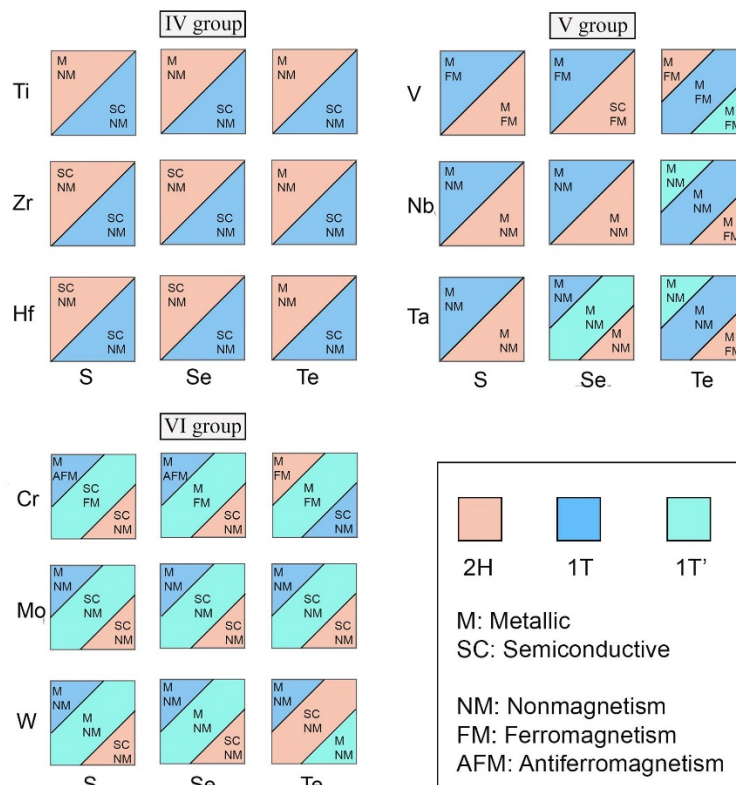 IV group
Ti
M
NM
SC
NM
M
NM
SC
NM
M
NM
SC
NM
Zr
SC
NM
SC
NM
SC
NM
SC
NM
M
NM
SC
NM
Hf
SC
NM
SC
NM
SC
NM
SC
NM
M
NM
SC
NM
S Se Te
V group
V
M
FM
M
FM
M
FM
SC
FM
M
FM
M
FM
M
FM
Nb
M
NM
M
NM
M
NM
M
NM
M
NM
M
NM
M
FM
Ta
M
NM
M
NM
M
NM
M
NM
M
NM
M
NM
M
NM
M
FM
S Se Te
VI group
Cr
M
AFM
SC
FM
SC
NM
M
AFM
M
FM
SC
NM
M
FM
M
FM
SC
NM
Mo
M
NM
SC
NM
SC
NM
M
NM
SC
NM
SC
NM
M
NM
SC
NM
SC
NM
W
M
NM
M
NM
SC
NM
M
NM
M
NM
SC
NM
M
NM
SC
NM
M
NM
S Se Te
2H 1T 1T’
M: Metallic
SC: Semiconductive
NM: Nonmagnetism
FM: Ferromagnetism
AFM: Antiferromagnetism